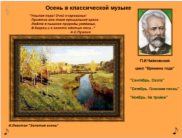 Осень в классической музыке
"Унылая пора! Очей очарованье!
Приятна мне твоя прощальная краса
Люблю я пышное природы увяданье,
В багрец и в золото одетые леса..."
А.С.Пушкин
П.И.Чайковский
цикл "Времена года"
"Сентябрь. Охота"
"Октябрь. Осенняя песнь"
"Ноябрь. На тройке"
И.Левитан "Золотая осень"